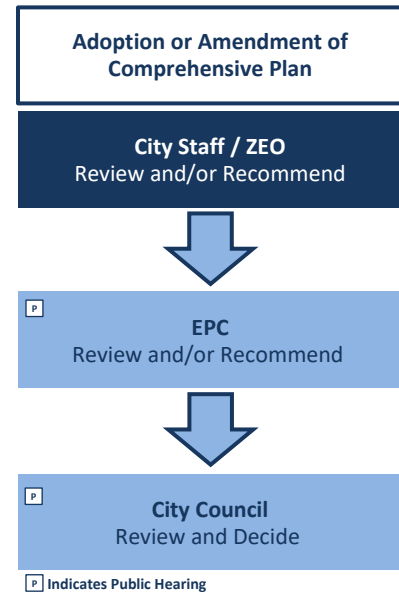 Adoption or Amendment of
Comprehensive Plan
City Staff / ZEO
Review and/or Recommend
P
EPC
Review and/or Recommend
P
City Council
Review and Decide
P Indicates Public Hearing